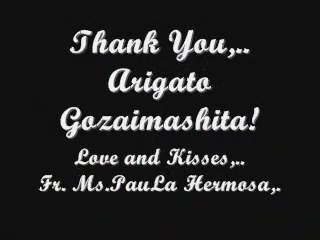 Thank You,..
Arigato
Gozaimashita!
Love and Kisses,..
Fr. Ms.PauLa Hermosa,.